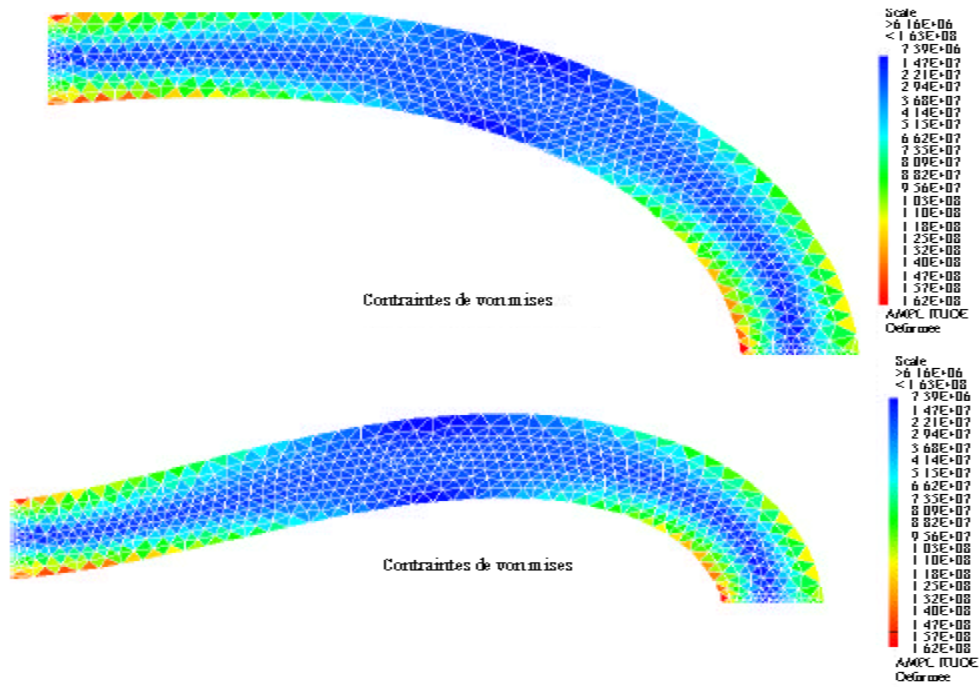 Scale
>6.16E+06
<1.63E+08
7.39E+06
1.47E+07
2.21E+07
2.94E+07
3.68E+07
4.14E+07
5.15E+07
6.62E+07
7.35E+07
8.09E+07
8.82E+07
9.56E+07
1.03E+08
1.10E+08
1.18E+08
1.25E+08
1.32E+08
1.40E+08
1.47E+08
1.57E+08
1.62E+08
AMPLITUDE
Deformee
Contraintes de von mises
Scale
>6.16E+06
<1.63E+08
7.39E+06
1.47E+07
2.21E+07
2.94E+07
3.68E+07
4.14E+07
5.15E+07
6.62E+07
7.35E+07
8.09E+07
8.82E+07
9.56E+07
1.03E+08
1.10E+08
1.18E+08
1.25E+08
1.32E+08
1.40E+08
1.47E+08
1.57E+08
1.62E+08
AMPLITUDE
Deformee
Contraintes de von mises